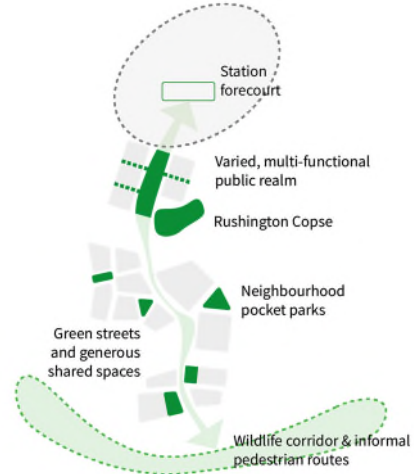 Station
forecourt
Varied, multi-functional
public realm
Rushington Copse
Neighbourhood
pocket parks
Green streets
and generous
shared spaces
Wildlife corridor & informal
pedestrian routes